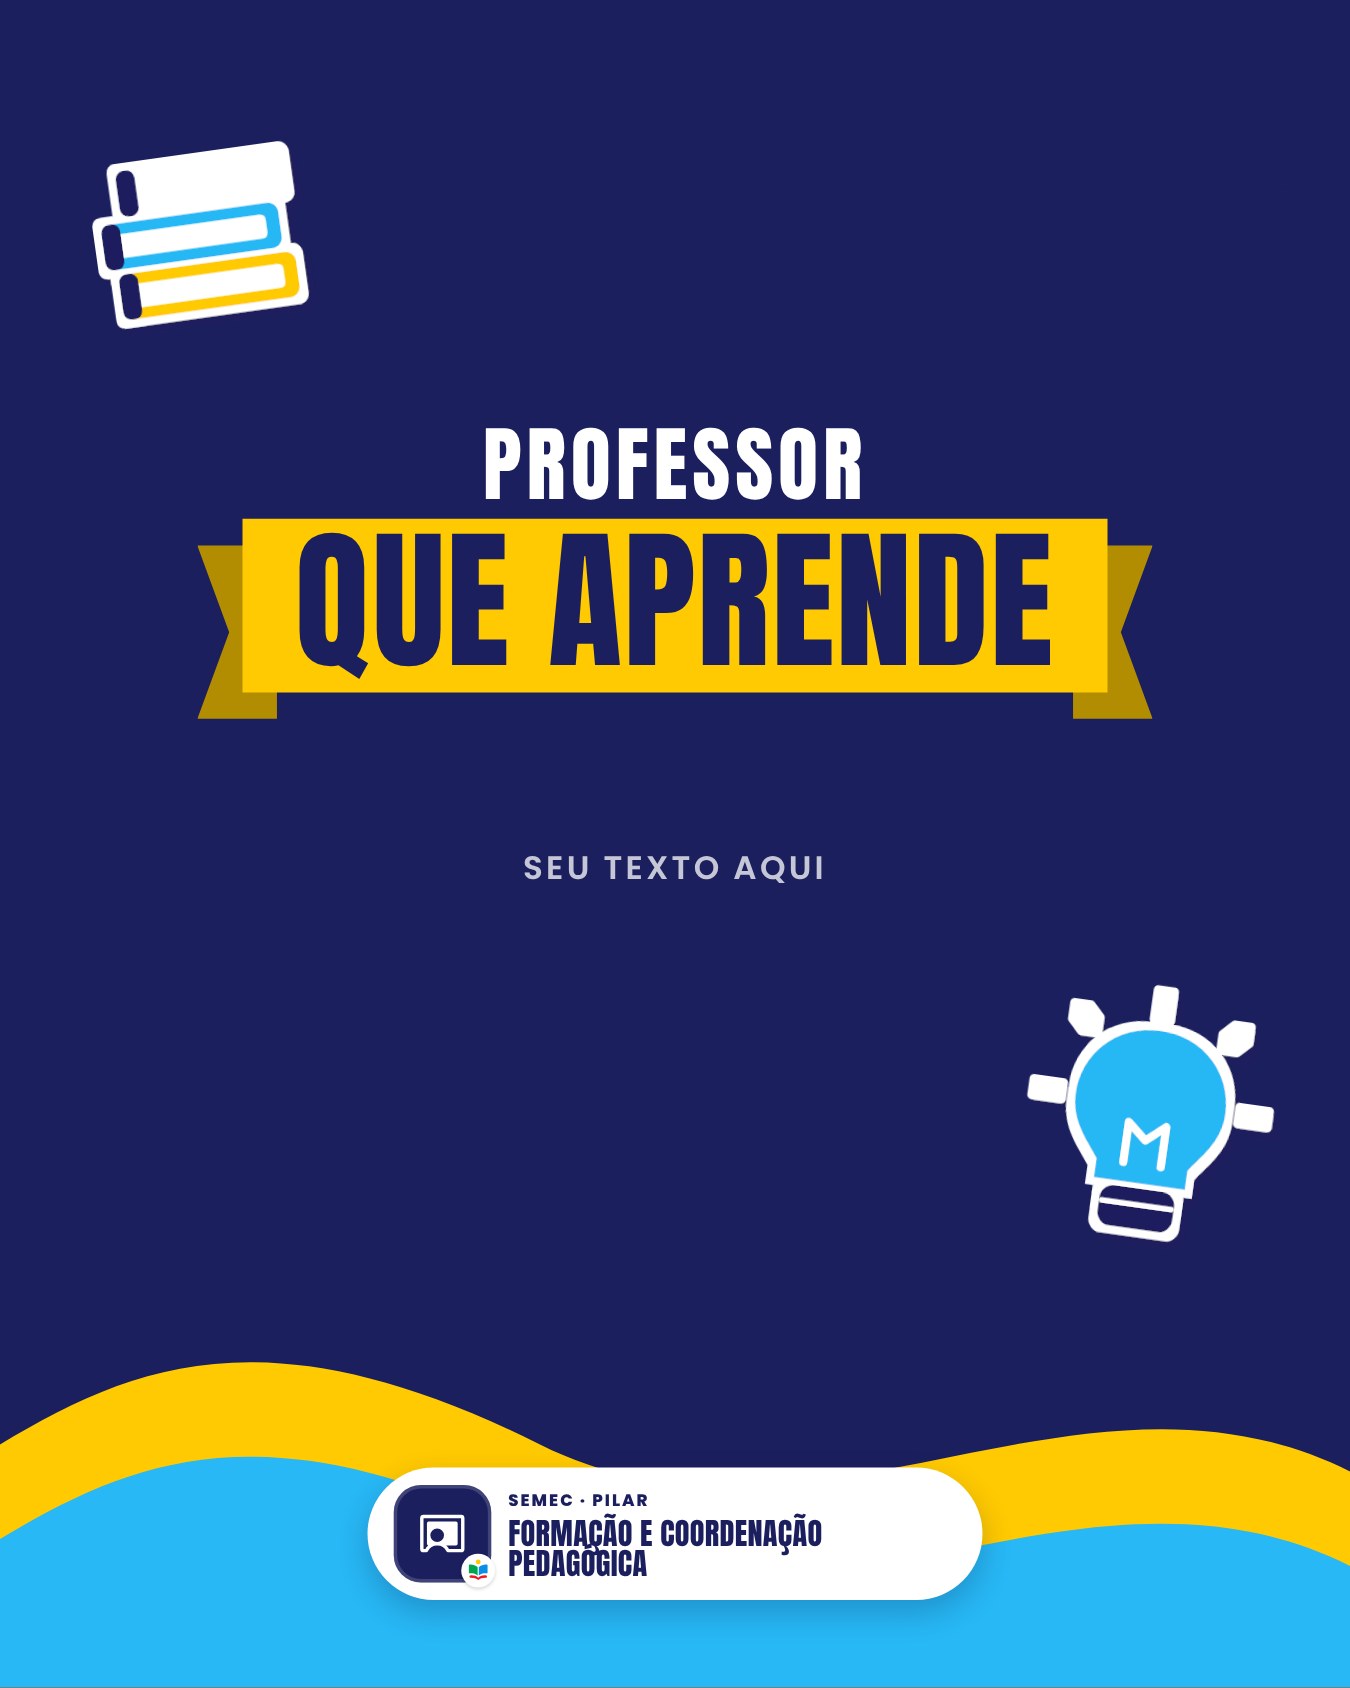 PROFESSOR
QUE APRENDE
SEU TEXTO AQUI
M
SEMEC · PILAR
FORMAÇÃO E COORDENAÇÃO
PEDAGÓGICA